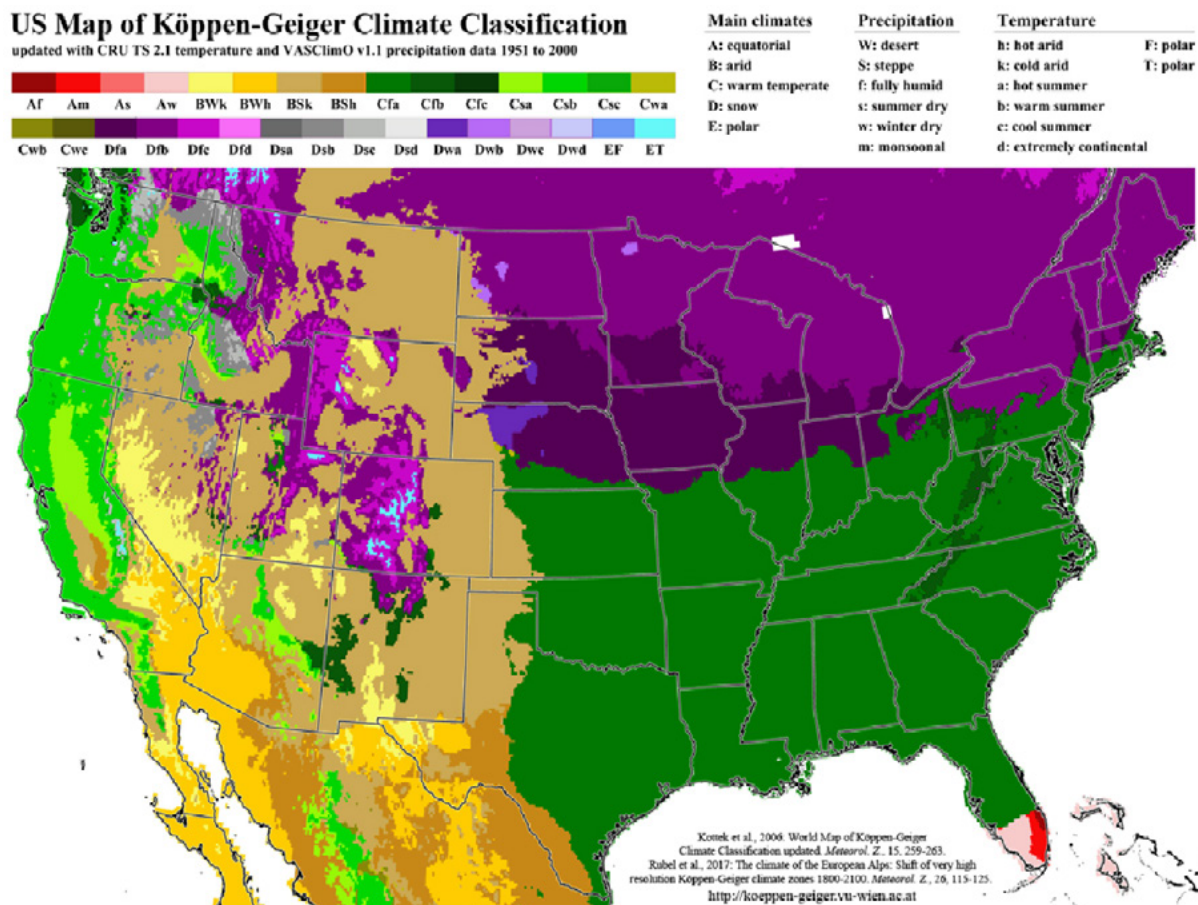 US Map of Köppen-Geiger Climate Classification
updated with CRU TS 2.1 temperature and VASClimO v1.1 precipitation data 1951 to 2000
Af Am As Aw BWk BWh BSk BSh Cfa Cfb Cfc Csa Csb Csc Cwa
Cwb Cwc Dfa Dfb Dfc Dfd Dsa Dsb Dsc Dsd Dwa Dwb Dwc Dwd EF ET
Main climates
A: equatorial
B: arid
C: warm temperate
D: snow
E: polar
Precipitation
W: desert
S: steppe
f: fully humid
s: summer dry
w: winter dry
m: monsoonal
Temperature
h: hot arid
k: cold arid
a: hot summer
b: warm summer
c: cool summer
d: extremely continental
F: polar
T: polar
Kottek et al., 2006: World Map of Köppen-Geiger
Climate Classification updated. Meteorol. Z., 15, 259-263.
Rubel et al., 2017: The climate of the European Alps: Shift of very high
resolution Köppen-Geiger climate zones 1800-2100. Meteorol. Z., 26, 115-125.
http://koeppen-geiger.vu-wien.ac.at